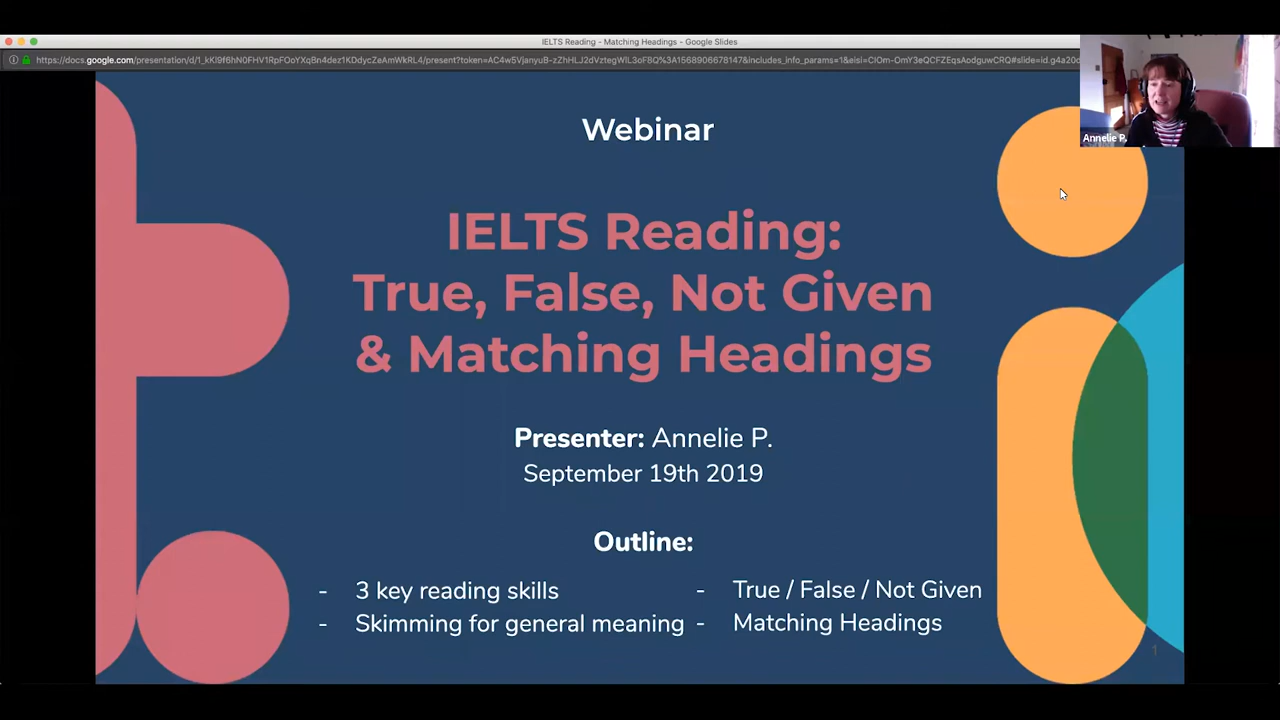 IELTS Reading - Matching Headings - Google Slides
Annelie P.
Webinar
IELTS Reading:
True, False, Not Given
& Matching Headings
Presenter: Annelie P.
September 19th 2019
Outline:
- 3 key reading skills
- Skimming for general meaning
- True / False / Not Given
- Matching Headings
1